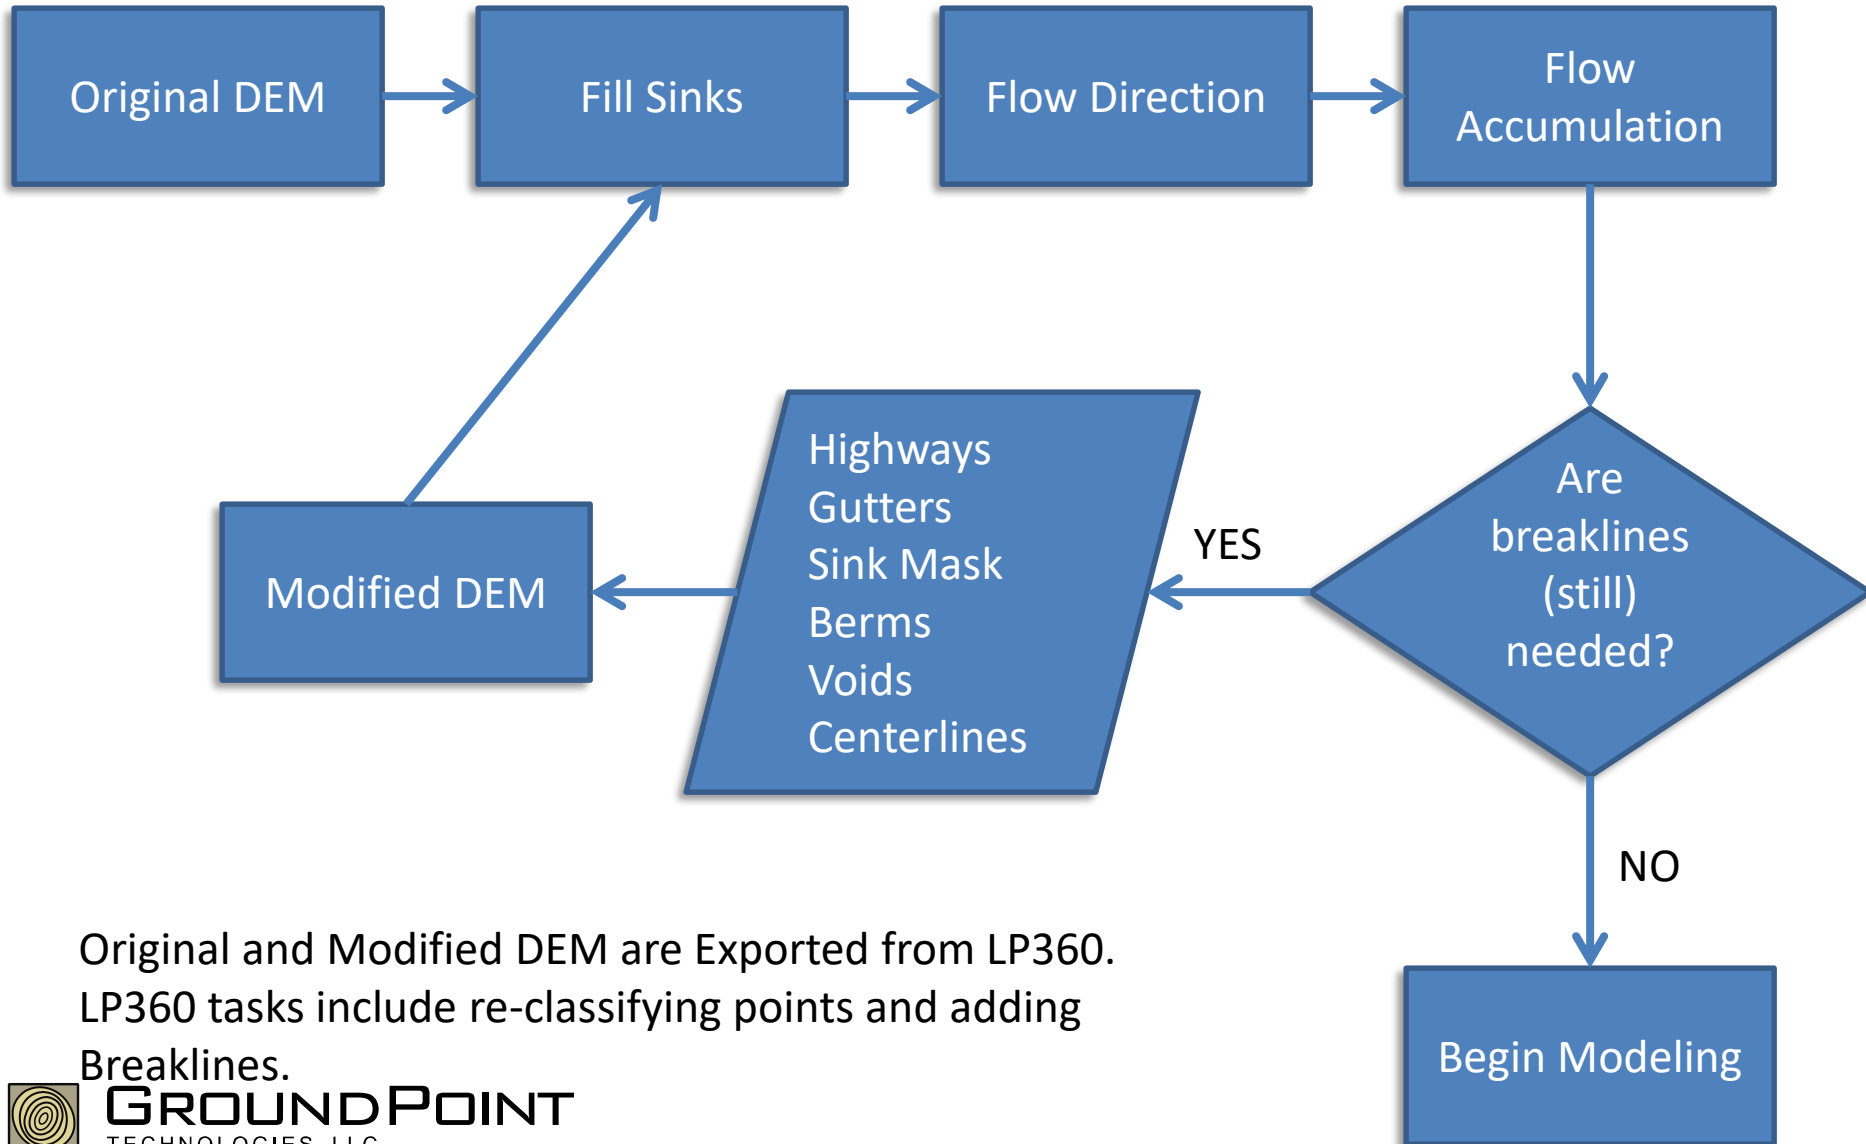 Original DEM
Fill Sinks
Flow Direction
Flow
Accumulation
Highways
Gutters
Sink Mask
Berms
Voids
Centerlines
Modified DEM
YES
Are
breaklines
(still)
needed?
NO
Begin Modeling
Original and Modified DEM are Exported from LP360.
LP360 tasks include re-classifying points and adding
Breaklines.
GROUNDPOINT
TECHNOLOGIES, LLC